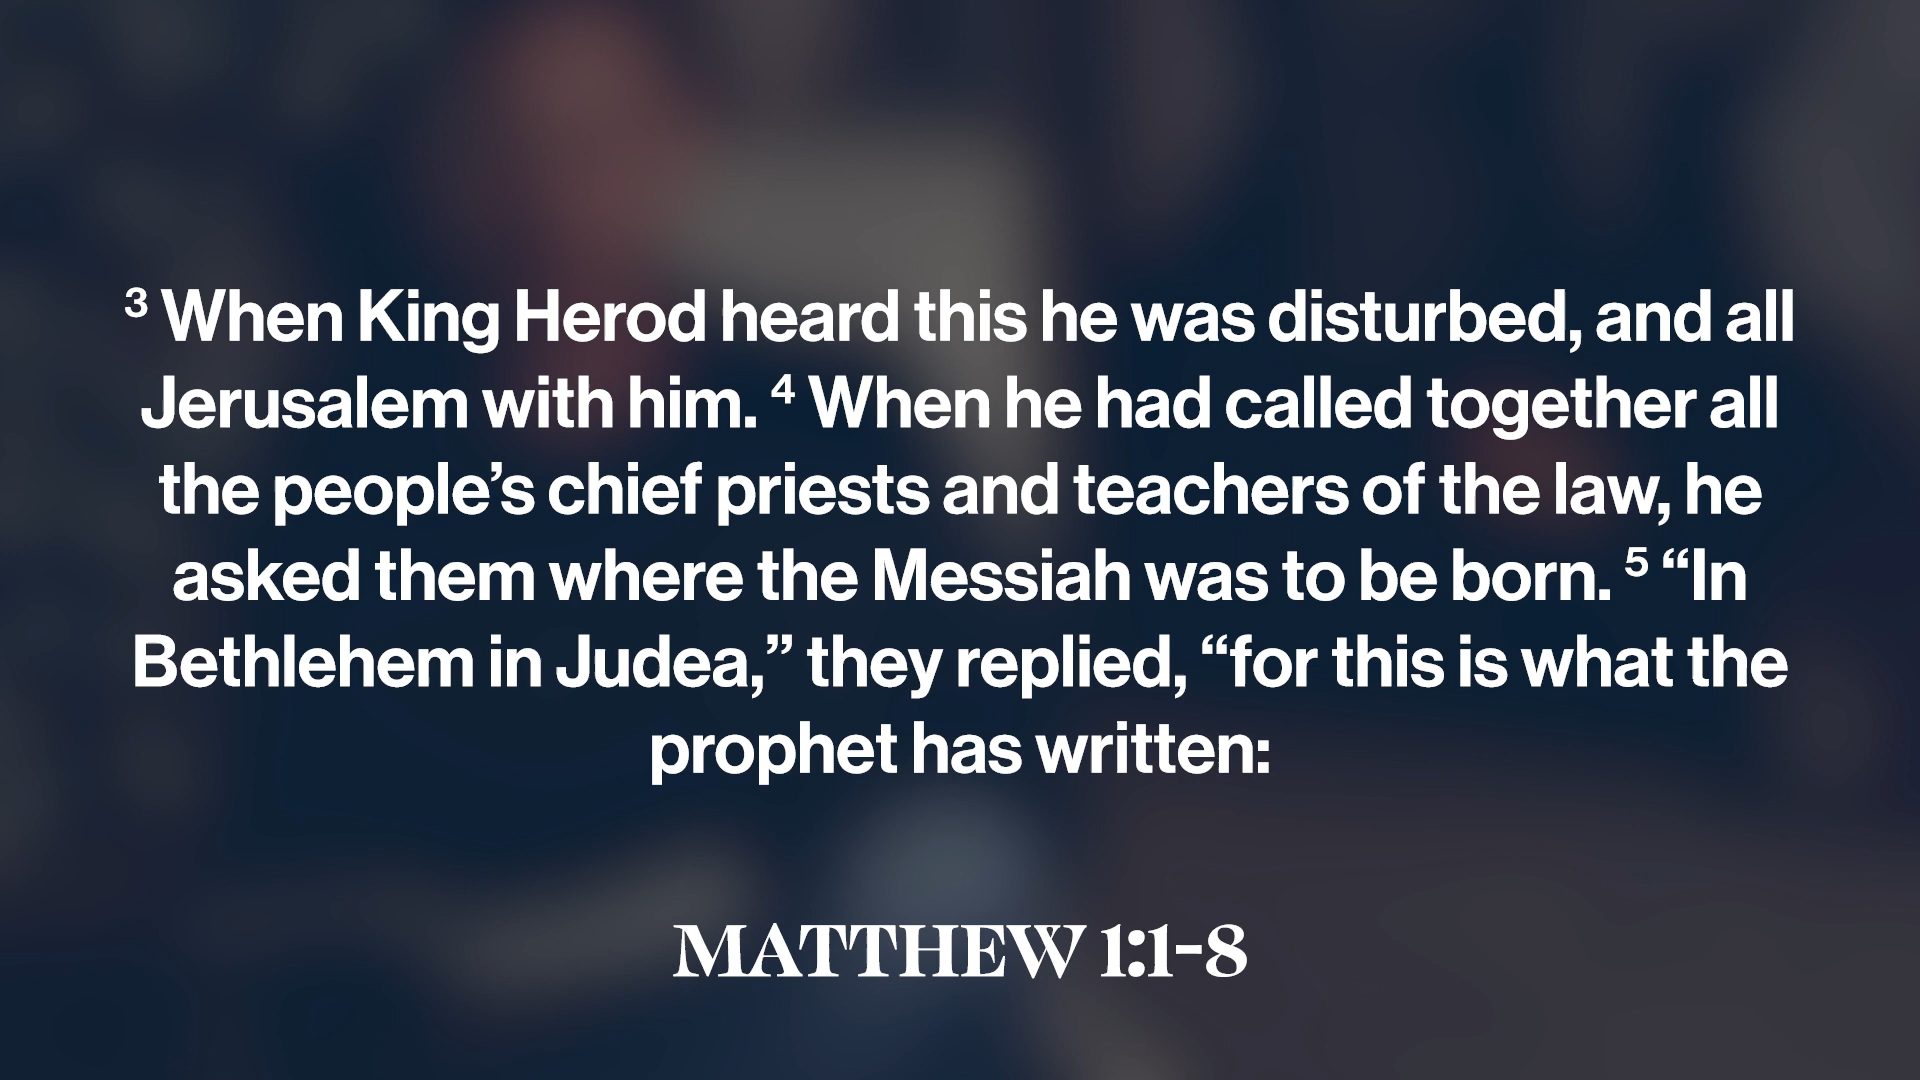 ³ When King Herod heard this he was disturbed, and all
Jerusalem with him. ⁴ When he had called together all
the people’s chief priests and teachers of the law, he
asked them where the Messiah was to be born. ⁵ “In
Bethlehem in Judea,” they replied, “for this is what the
prophet has written:
MATTHEW 1:1-8